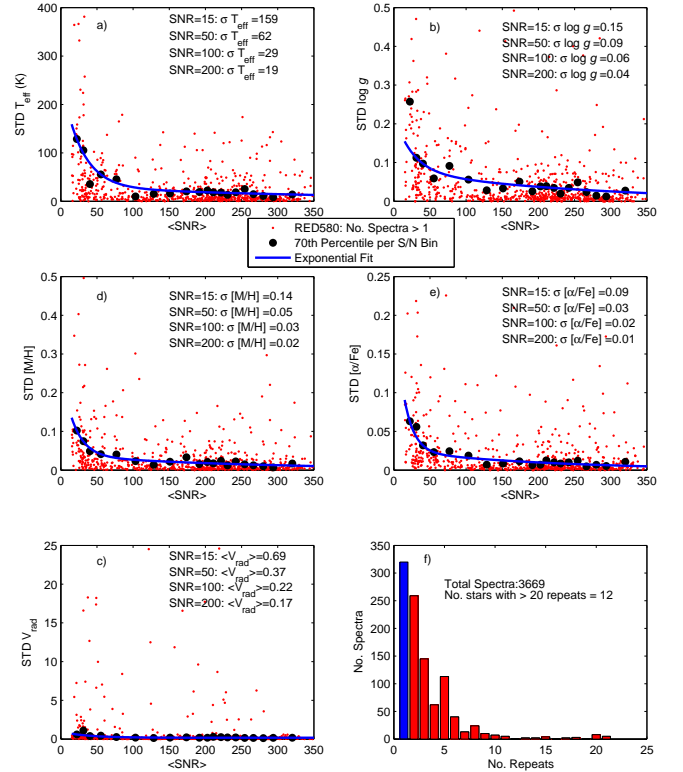 a)
SNR=15: σ T_eff =159
SNR=50: σ T_eff =62
SNR=100: σ T_eff =29
SNR=200: σ T_eff =19
STD T_eff (K)
400
300
200
100
0
0 50 100 150 200 250 300 350
<SNR>
b)
SNR=15: σ log g =0.15
SNR=50: σ log g =0.09
SNR=100: σ log g =0.06
SNR=200: σ log g =0.04
STD log g
0.5
0.4
0.3
0.2
0.1
0
0 50 100 150 200 250 300 350
<SNR>
RED580: No. Spectra > 1
70th Percentile per S/N Bin
Exponential Fit
d)
SNR=15: σ [M/H] =0.14
SNR=50: σ [M/H] =0.05
SNR=100: σ [M/H] =0.03
SNR=200: σ [M/H] =0.02
STD [M/H]
0.5
0.4
0.3
0.2
0.1
0
0 50 100 150 200 250 300 350
<SNR>
e)
SNR=15: σ [α/Fe] =0.09
SNR=50: σ [α/Fe] =0.03
SNR=100: σ [α/Fe] =0.02
SNR=200: σ [α/Fe] =0.01
STD [α/Fe]
0.25
0.2
0.15
0.1
0.05
0
0 50 100 150 200 250 300 350
<SNR>
c)
SNR=15: <V_rad>=0.69
SNR=50: <V_rad>=0.37
SNR=100: <V_rad>=0.22
SNR=200: <V_rad>=0.17
STD V_rad
25
20
15
10
5
0
0 50 100 150 200 250 300 350
<SNR>
f)
Total Spectra:3669
No. stars with > 20 repeats = 12
No. Spectra
350
300
250
200
150
100
50
0
0 5 10 15 20 25
No. Repeats